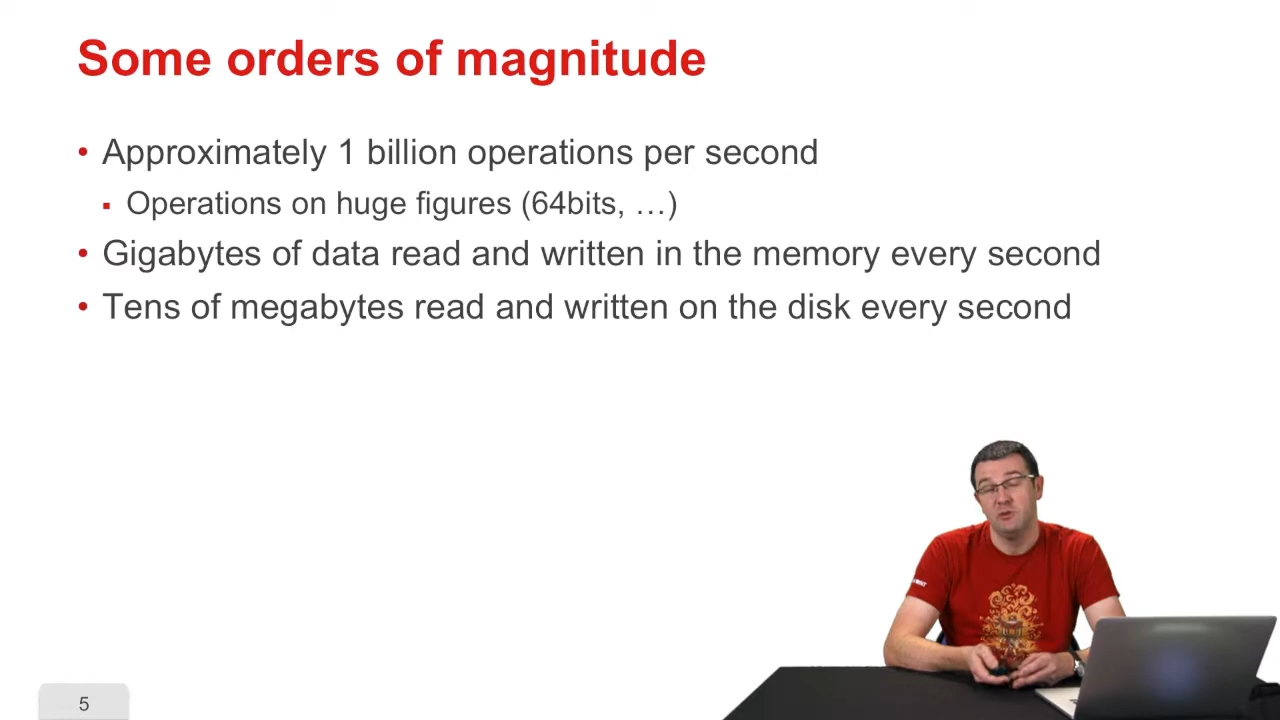 Some orders of magnitude
• Approximately 1 billion operations per second
▪ Operations on huge figures (64bits, …)
• Gigabytes of data read and written in the memory every second
• Tens of megabytes read and written on the disk every second
5